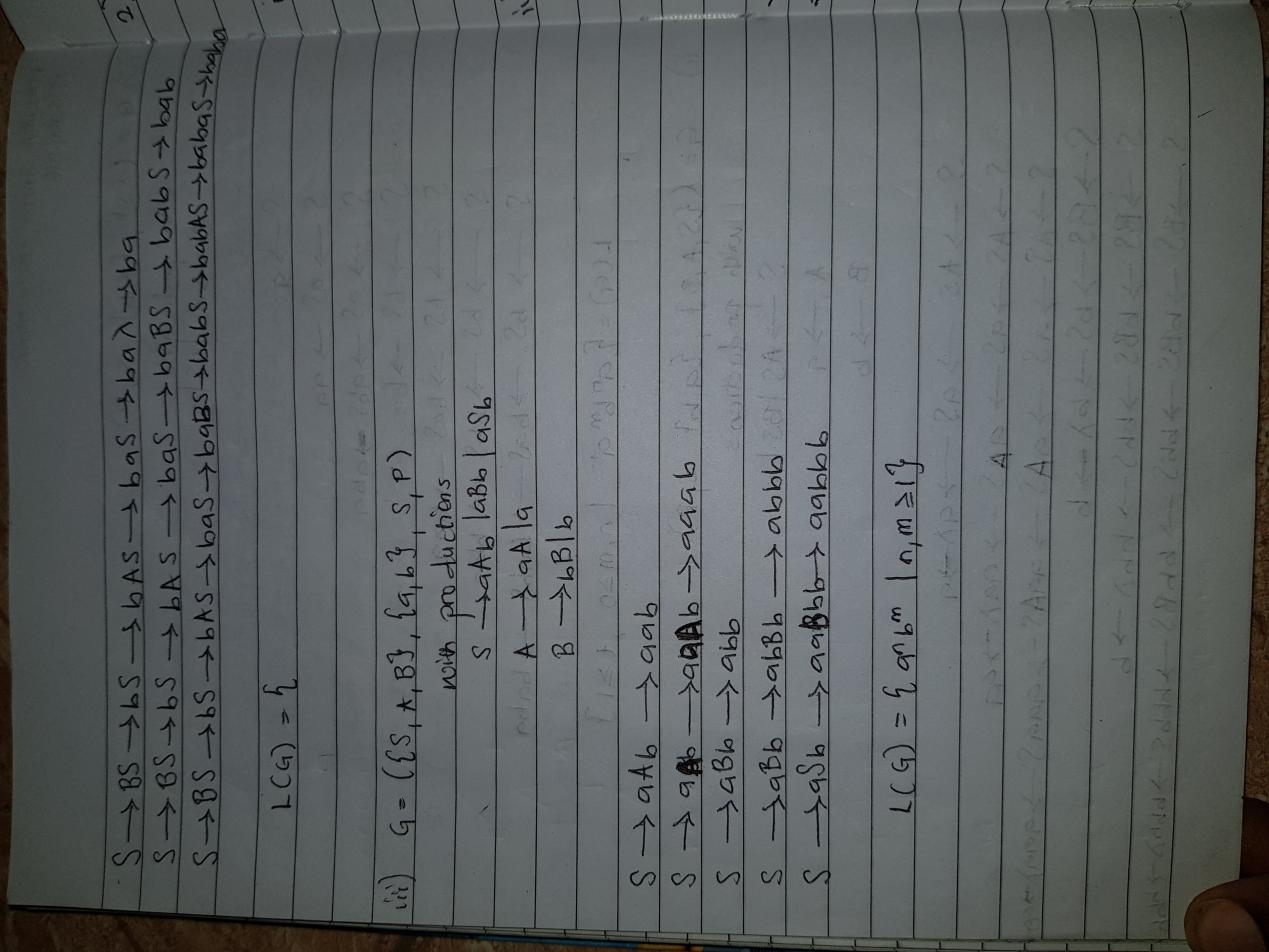 S → BS → bS → bAS → baS → baλ → ba
S → BS → bS → bAS → baS → baBS → babS → bab
S → BS → bS → bAS → baS → baBS → babS → babAS → babaS → baba
L(G) = {
iii) G = ({S, A, B}, {a, b}, S, P)
with productions
S → aAb | aBb | aSb
A → aA | a
B → bB | b
S → aAb → aab
S → aAb → aaAb → aaab
S → aBb → abb
S → aBb → abBb → abbb
S → aSb → aaBbb → aabbb
L(G) = { aⁿbᵐ | n, m ≥ 1 }